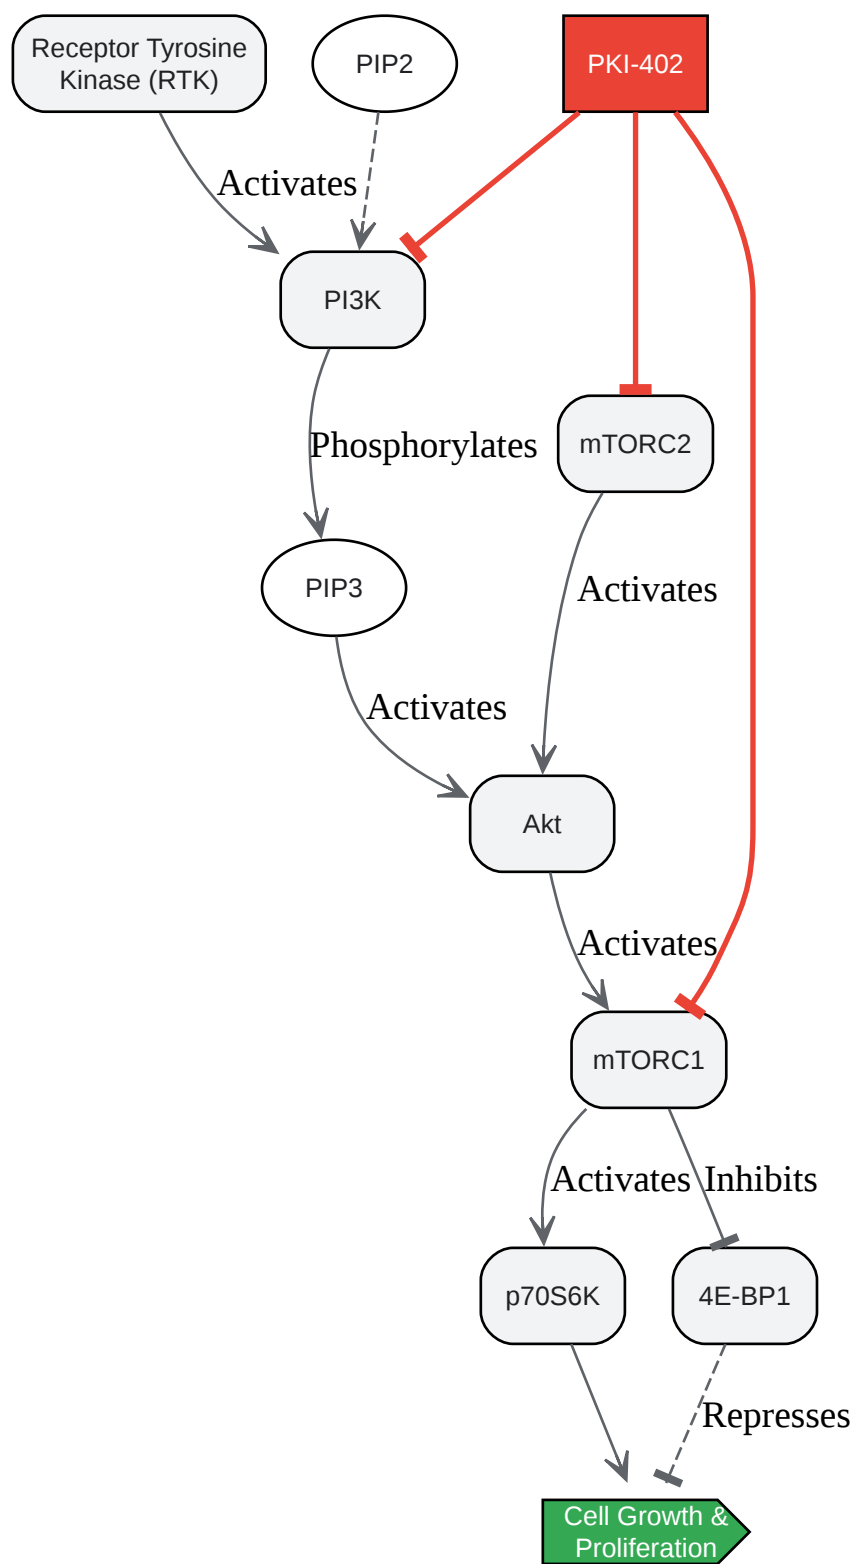 Receptor Tyrosine
Kinase (RTK)
PIP2
PKI-402
Activates
PI3K
Phosphorylates
mTORC2
PIP3
Activates
Activates
Akt
Activates
mTORC1
Activates
Inhibits
p70S6K
4E-BP1
Represses
Cell Growth &
Proliferation